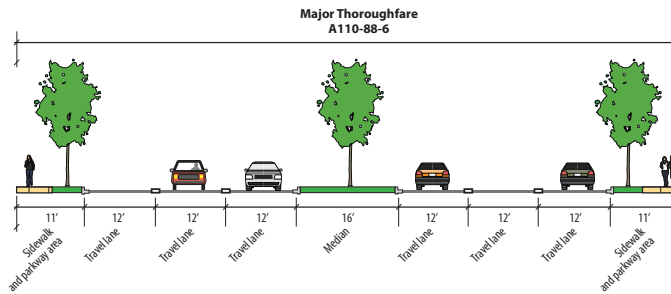 Major Thoroughfare
A110-88-6
11’ 12’ 12’ 12’ 16’ 12’ 12’ 12’ 11’
Sidewalk
and parkway area
Travel lane
Travel lane
Travel lane
Median
Travel lane
Travel lane
Travel lane
Sidewalk
and parkway area